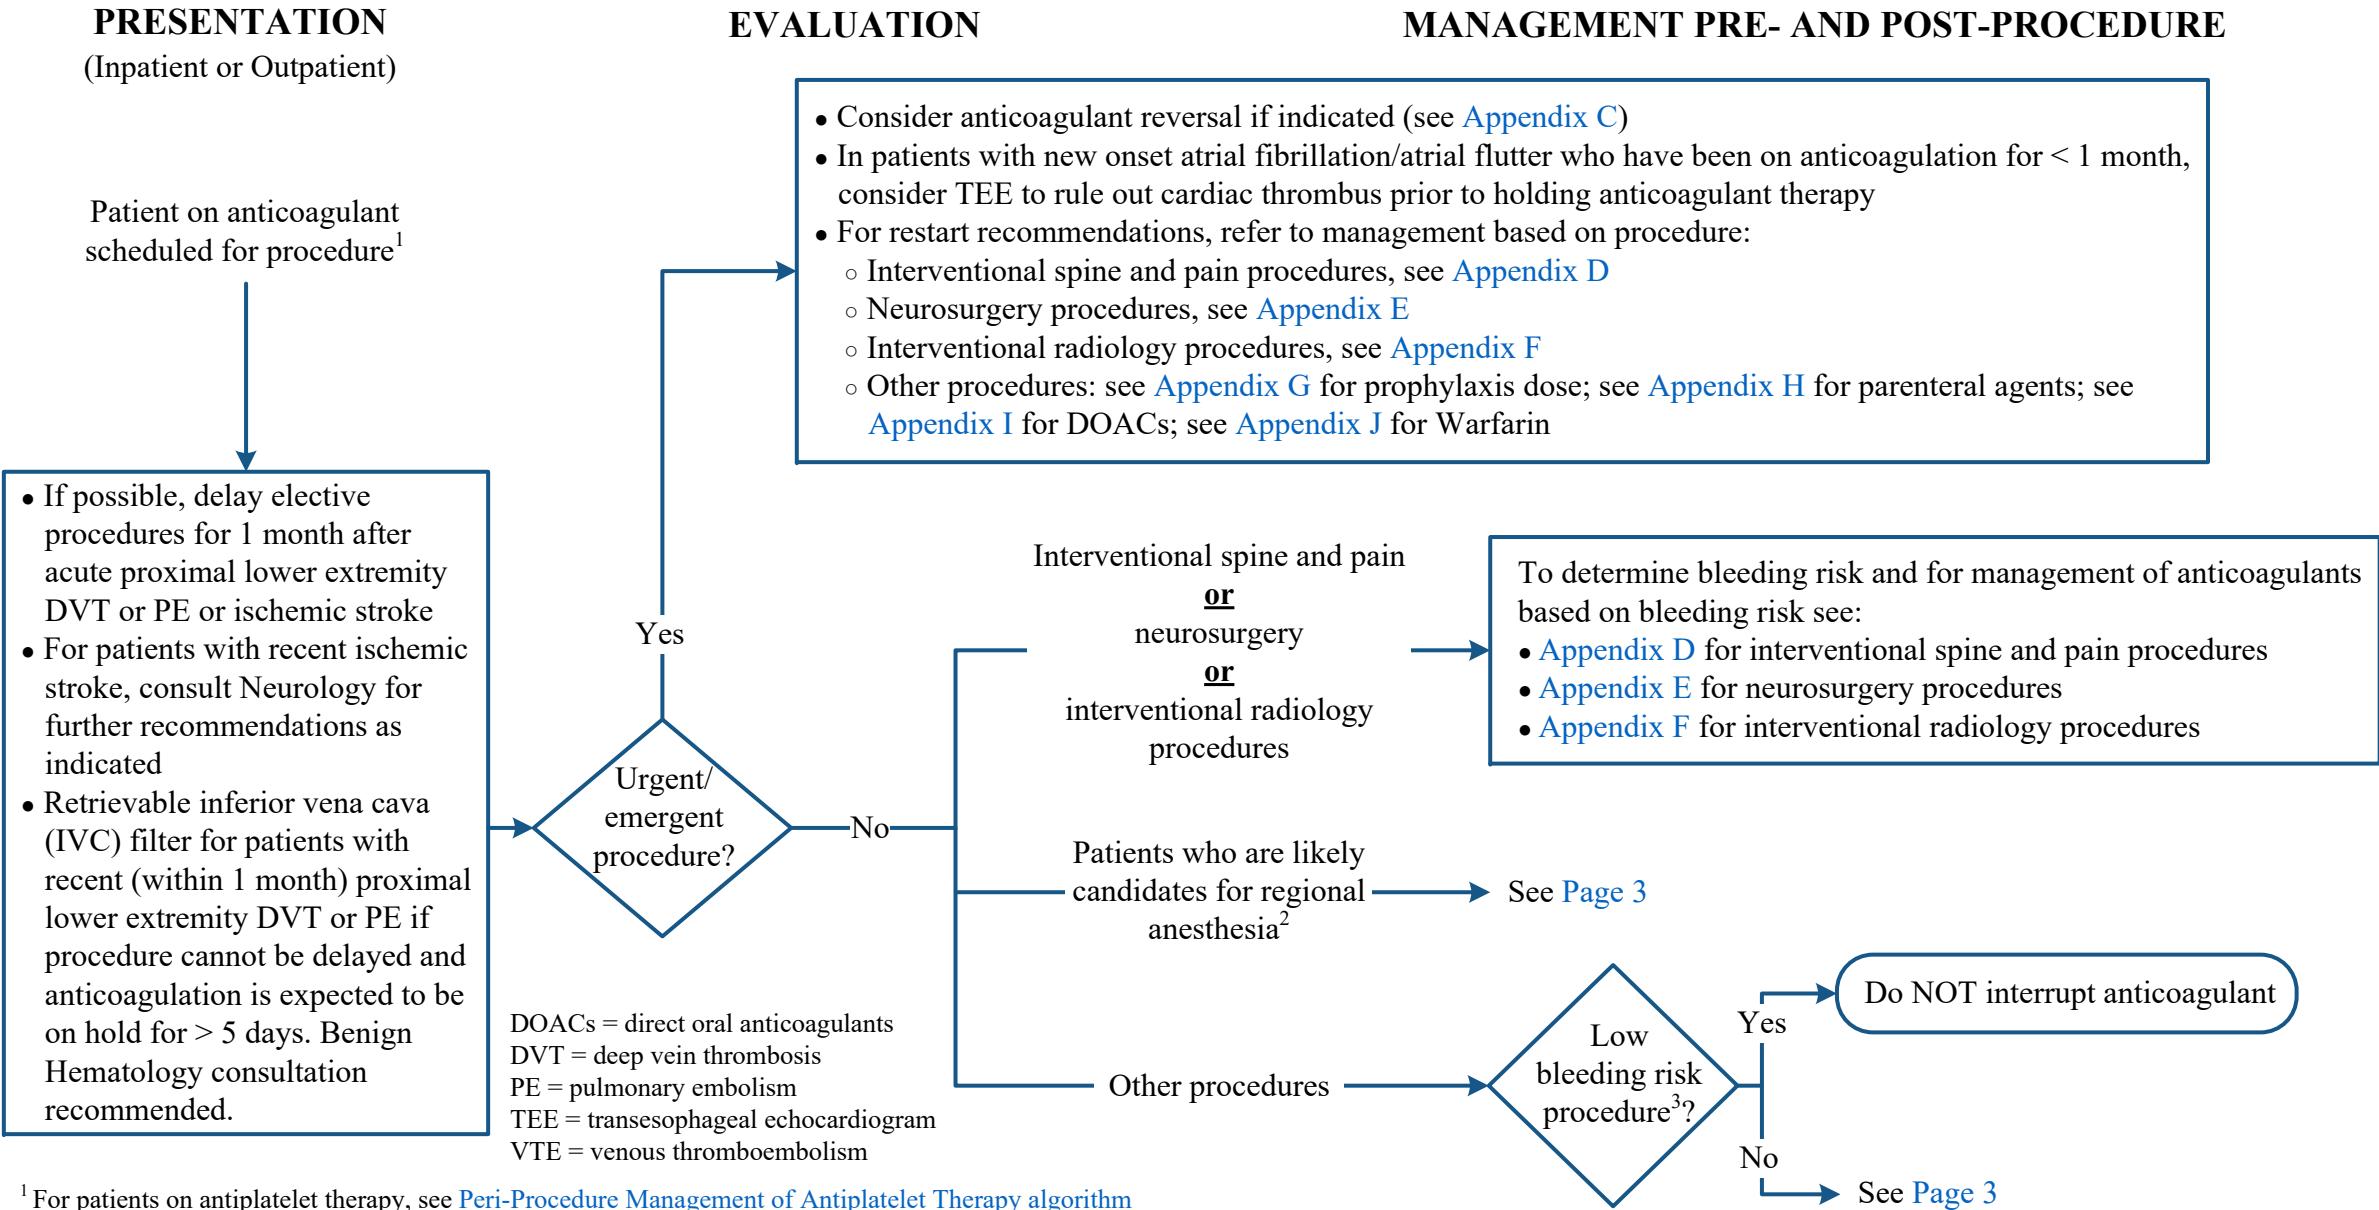 PRESENTATION
(Inpatient or Outpatient)
EVALUATION
MANAGEMENT PRE- AND POST-PROCEDURE
Patient on anticoagulant
scheduled for procedure1
● If possible, delay elective
procedures for 1 month after
acute proximal lower extremity
DVT or PE or ischemic stroke
● For patients with recent ischemic
stroke, consult Neurology for
further recommendations as
indicated
● Retrievable inferior vena cava
(IVC) filter for patients with
recent (within 1 month) proximal
lower extremity DVT or PE if
procedure cannot be delayed and
anticoagulation is expected to be
on hold for > 5 days. Benign
Hematology consultation
recommended.
Urgent/
emergent
procedure?
Yes
● Consider anticoagulant reversal if indicated (see Appendix C)
● In patients with new onset atrial fibrillation/atrial flutter who have been on anticoagulation for < 1 month,
consider TEE to rule out cardiac thrombus prior to holding anticoagulant therapy
● For restart recommendations, refer to management based on procedure:
○ Interventional spine and pain procedures, see Appendix D
○ Neurosurgery procedures, see Appendix E
○ Interventional radiology procedures, see Appendix F
○ Other procedures: see Appendix G for prophylaxis dose; see Appendix H for parenteral agents; see
Appendix I for DOACs; see Appendix J for Warfarin
No
Interventional spine and pain
or
neurosurgery
or
interventional radiology
procedures
To determine bleeding risk and for management of anticoagulants
based on bleeding risk see:
● Appendix D for interventional spine and pain procedures
● Appendix E for neurosurgery procedures
● Appendix F for interventional radiology procedures
Patients who are likely
candidates for regional
anesthesia2
See Page 3
Other procedures
Low
bleeding risk
procedure3?
Yes
Do NOT interrupt anticoagulant
No
See Page 3
DOACs = direct oral anticoagulants
DVT = deep vein thrombosis
PE = pulmonary embolism
TEE = transesophageal echocardiogram
VTE = venous thromboembolism
1 For patients on antiplatelet therapy, see Peri-Procedure Management of Antiplatelet Therapy algorithm